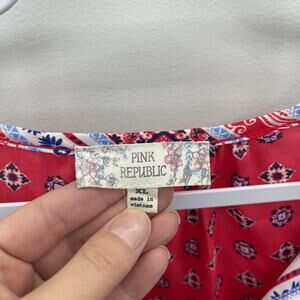 PINK
REPUBLIC
XL
made in
vietnam